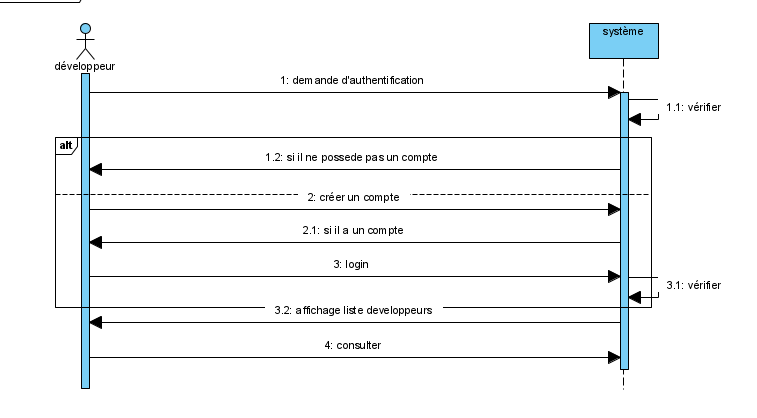 système
développeur
1: demande d'authentification
1.1: vérifier
alt
1.2: si il ne possede pas un compte
2: créer un compte
2.1: si il a un compte
3: login
3.1: vérifier
3.2: affichage liste developpeurs
4: consulter